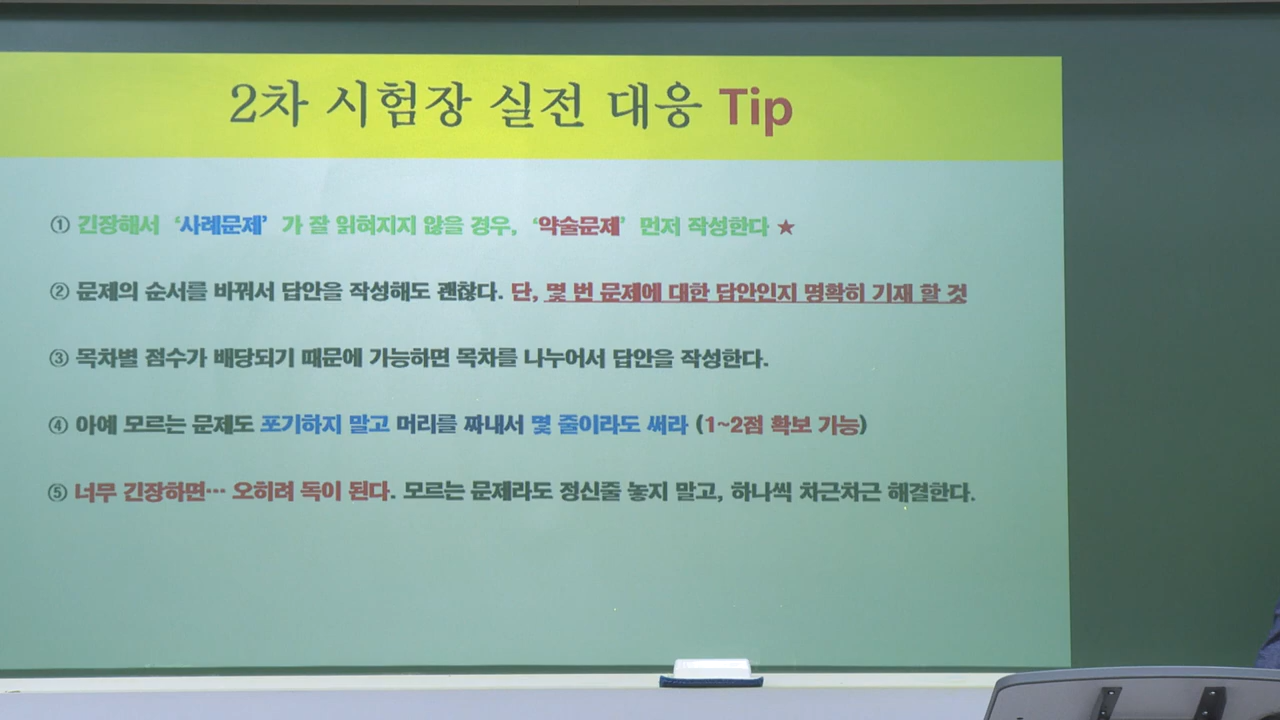 2차 시험장 실전 대응 Tip
① 긴장해서 ‘사례문제’ 가 잘 읽혀지지 않을 경우, ‘약술문제’ 먼저 작성한다 ★
② 문제의 순서를 바꿔서 답안을 작성해도 괜찮다. 단, 몇 번 문제에 대한 답안인지 명확히 기재 할 것
③ 목차별 점수가 배당되기 때문에 가능하면 목차를 나누어서 답안을 작성한다.
④ 아예 모르는 문제도 포기하지 말고 머리를 짜내서 몇 줄이라도 써라 (1~2점 확보 가능)
⑤ 너무 긴장하면… 오히려 독이 된다. 모르는 문제라도 정신줄 놓지 말고, 하나씩 차근차근 해결한다.